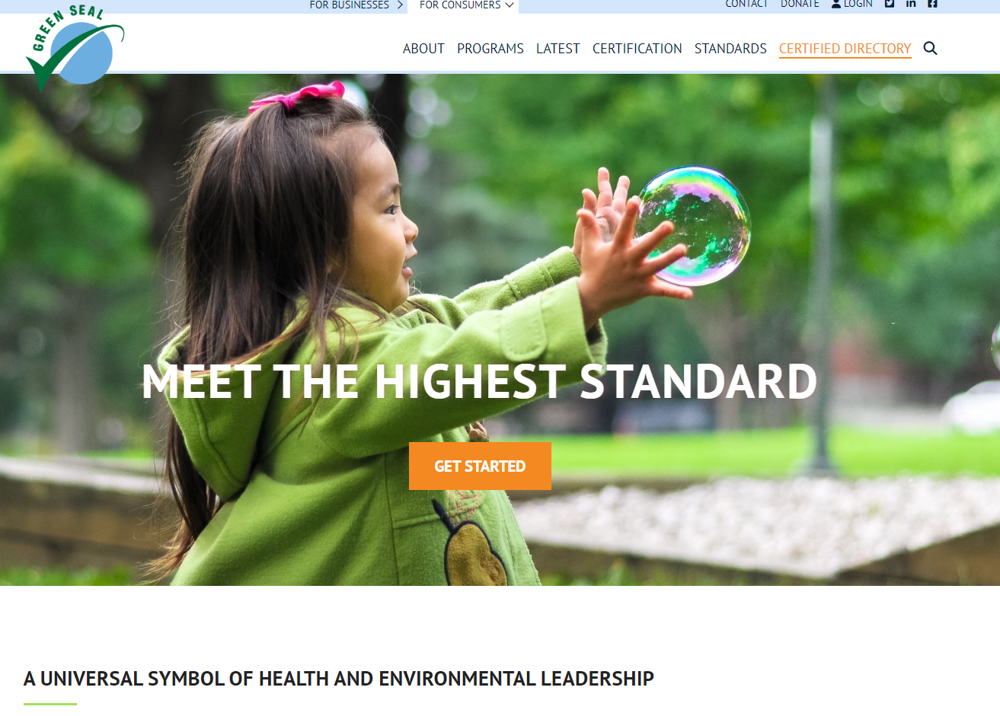 FOR BUSINESSES
FOR CONSUMERS
CONTACT
DONATE
LOGIN
GREEN SEAL
ABOUT
PROGRAMS
LATEST
CERTIFICATION
STANDARDS
CERTIFIED DIRECTORY
MEET THE HIGHEST STANDARD
GET STARTED
A UNIVERSAL SYMBOL OF HEALTH AND ENVIRONMENTAL LEADERSHIP